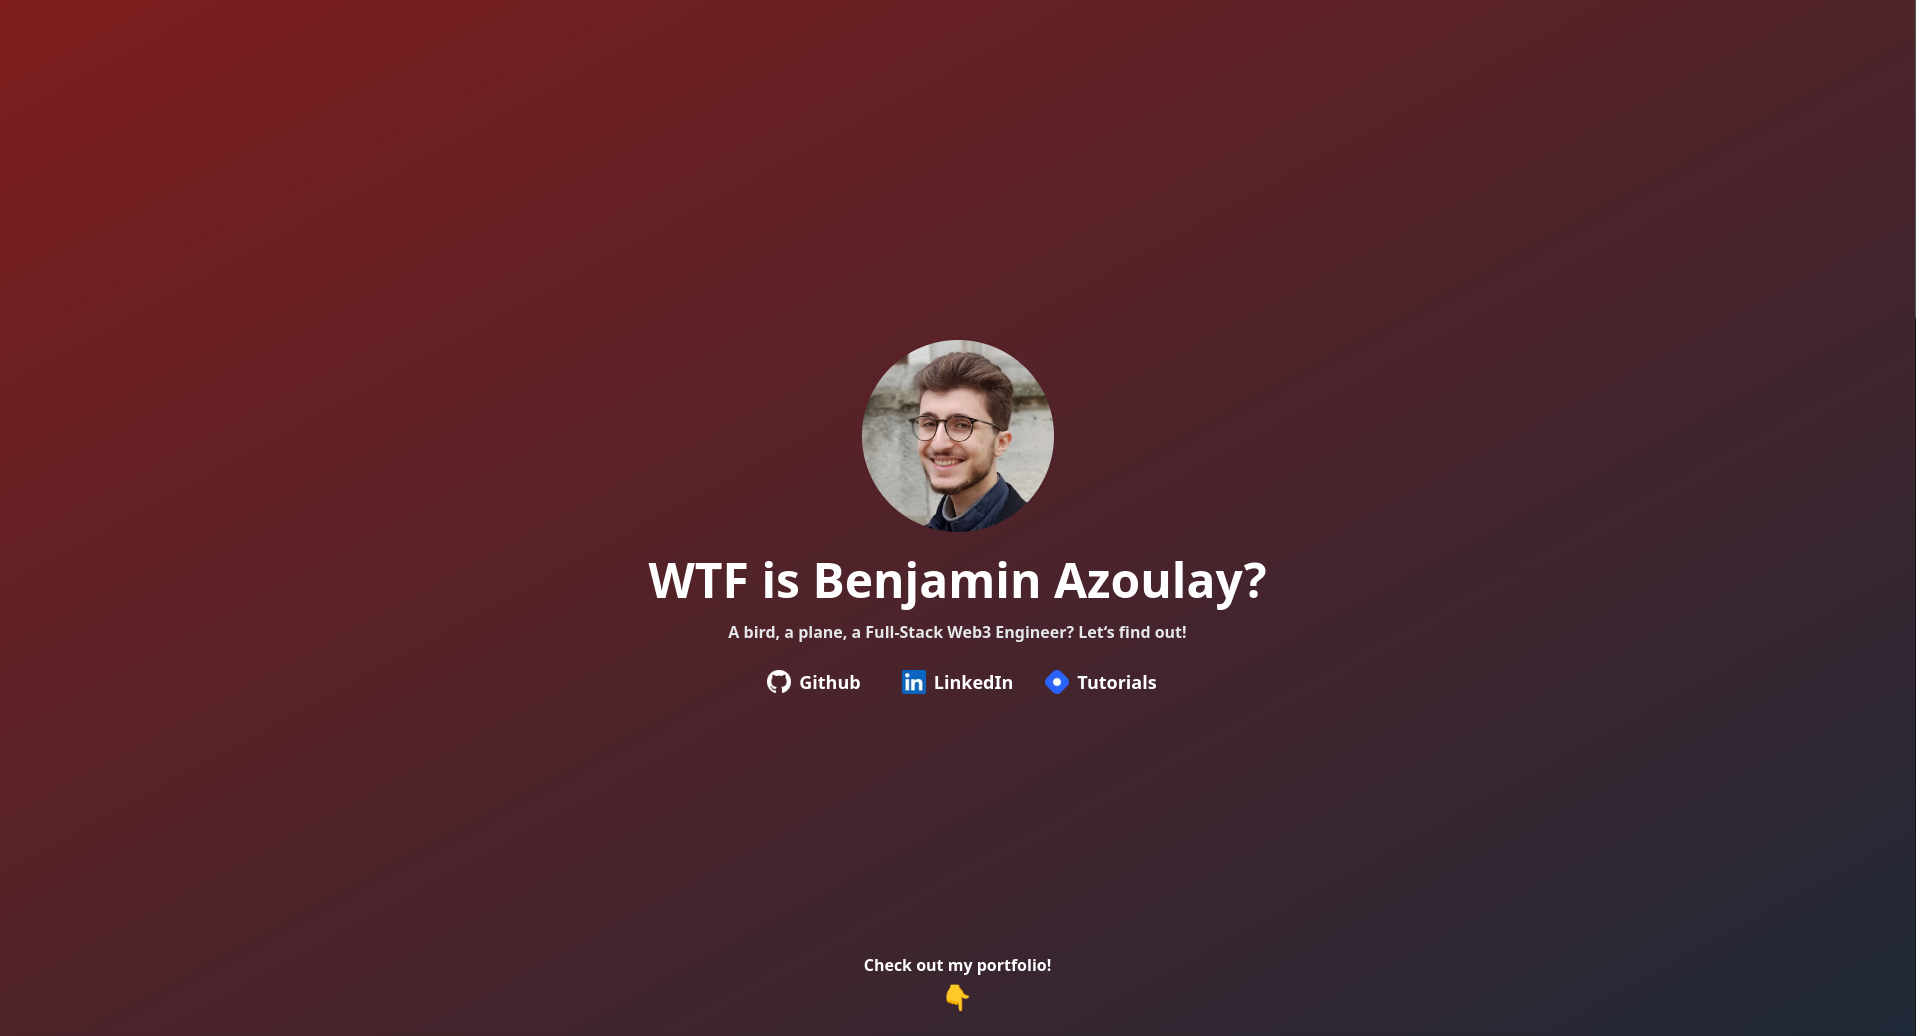 WTF is Benjamin Azoulay?
A bird, a plane, a Full-Stack Web3 Engineer? Let‘s find out!
Github LinkedIn Tutorials
Check out my portfolio!